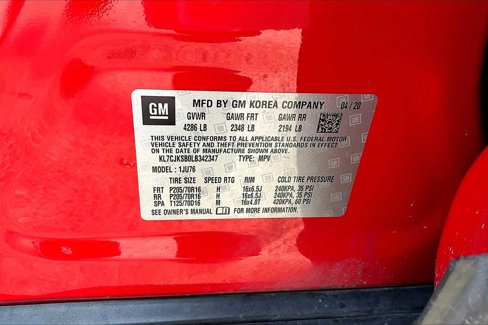 GM MFD BY GM KOREA COMPANY 04/20
GVWR GAWR FRT GAWR RR
4286 LB 2348 LB 2194 LB
THIS VEHICLE CONFORMS TO ALL APPLICABLE U.S. FEDERAL MOTOR
VEHICLE SAFETY AND THEFT PREVENTION STANDARDS IN EFFECT
ON THE DATE OF MANUFACTURE SHOWN ABOVE.
KL7CJKSB0LB342347 TYPE: MPV
MODEL: 1JU76
TIRE SIZE SPEED RTG RIM COLD TIRE PRESSURE
FRT P205/70R16 H 16x6.5J 240KPA, 35 PSI
RR P205/70R16 H 16x6.5J 240KPA, 35 PSI
SPA T125/70D16 M 16x4.0T 420KPA, 60 PSI
SEE OWNER'S MANUAL FOR MORE INFORMATION